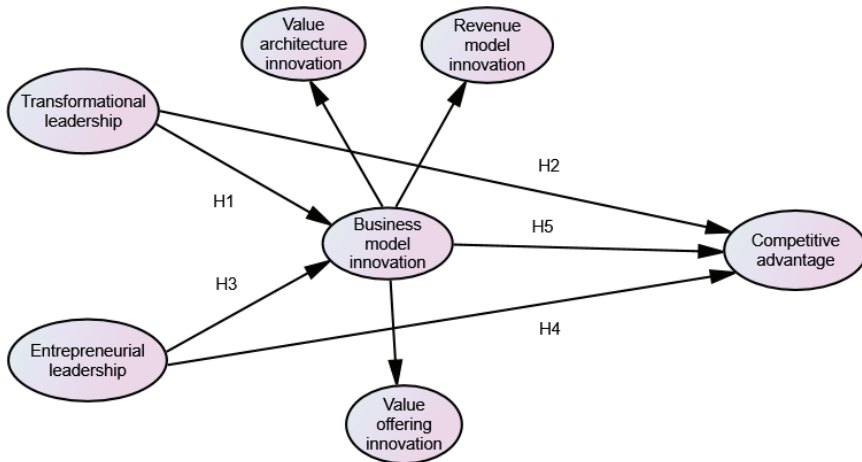 Value
architecture
innovation
Revenue
model
innovation
Transformational
leadership
H2
H1
Business
model
innovation
H5
Competitive
advantage
H3
H4
Entrepreneurial
leadership
Value
offering
innovation